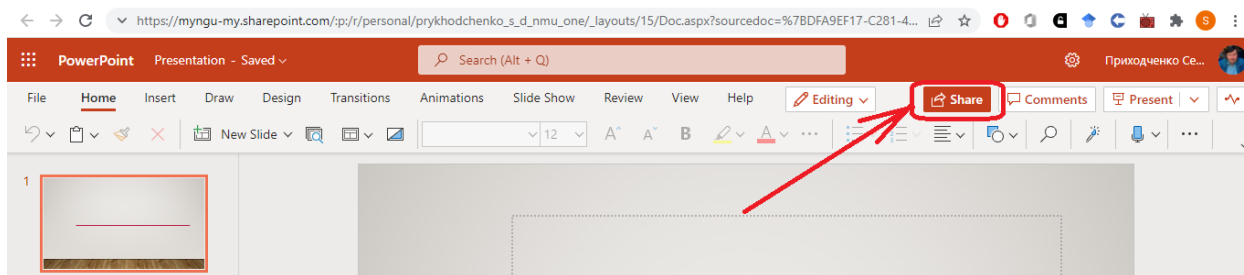 https://myngu-my.sharepoint.com/:p:/r/personal/prykhodchenko_s_d_nmu_one/_layouts/15/Doc.aspx?sourcedoc=%7BDFA9EF17-C281-4... S
PowerPoint Presentation - Saved Search (Alt + Q) Приходченко Се...
File Home Insert Draw Design Transitions Animations Slide Show Review View Help Editing Share Comments Present
New Slide 12 A A B A
1